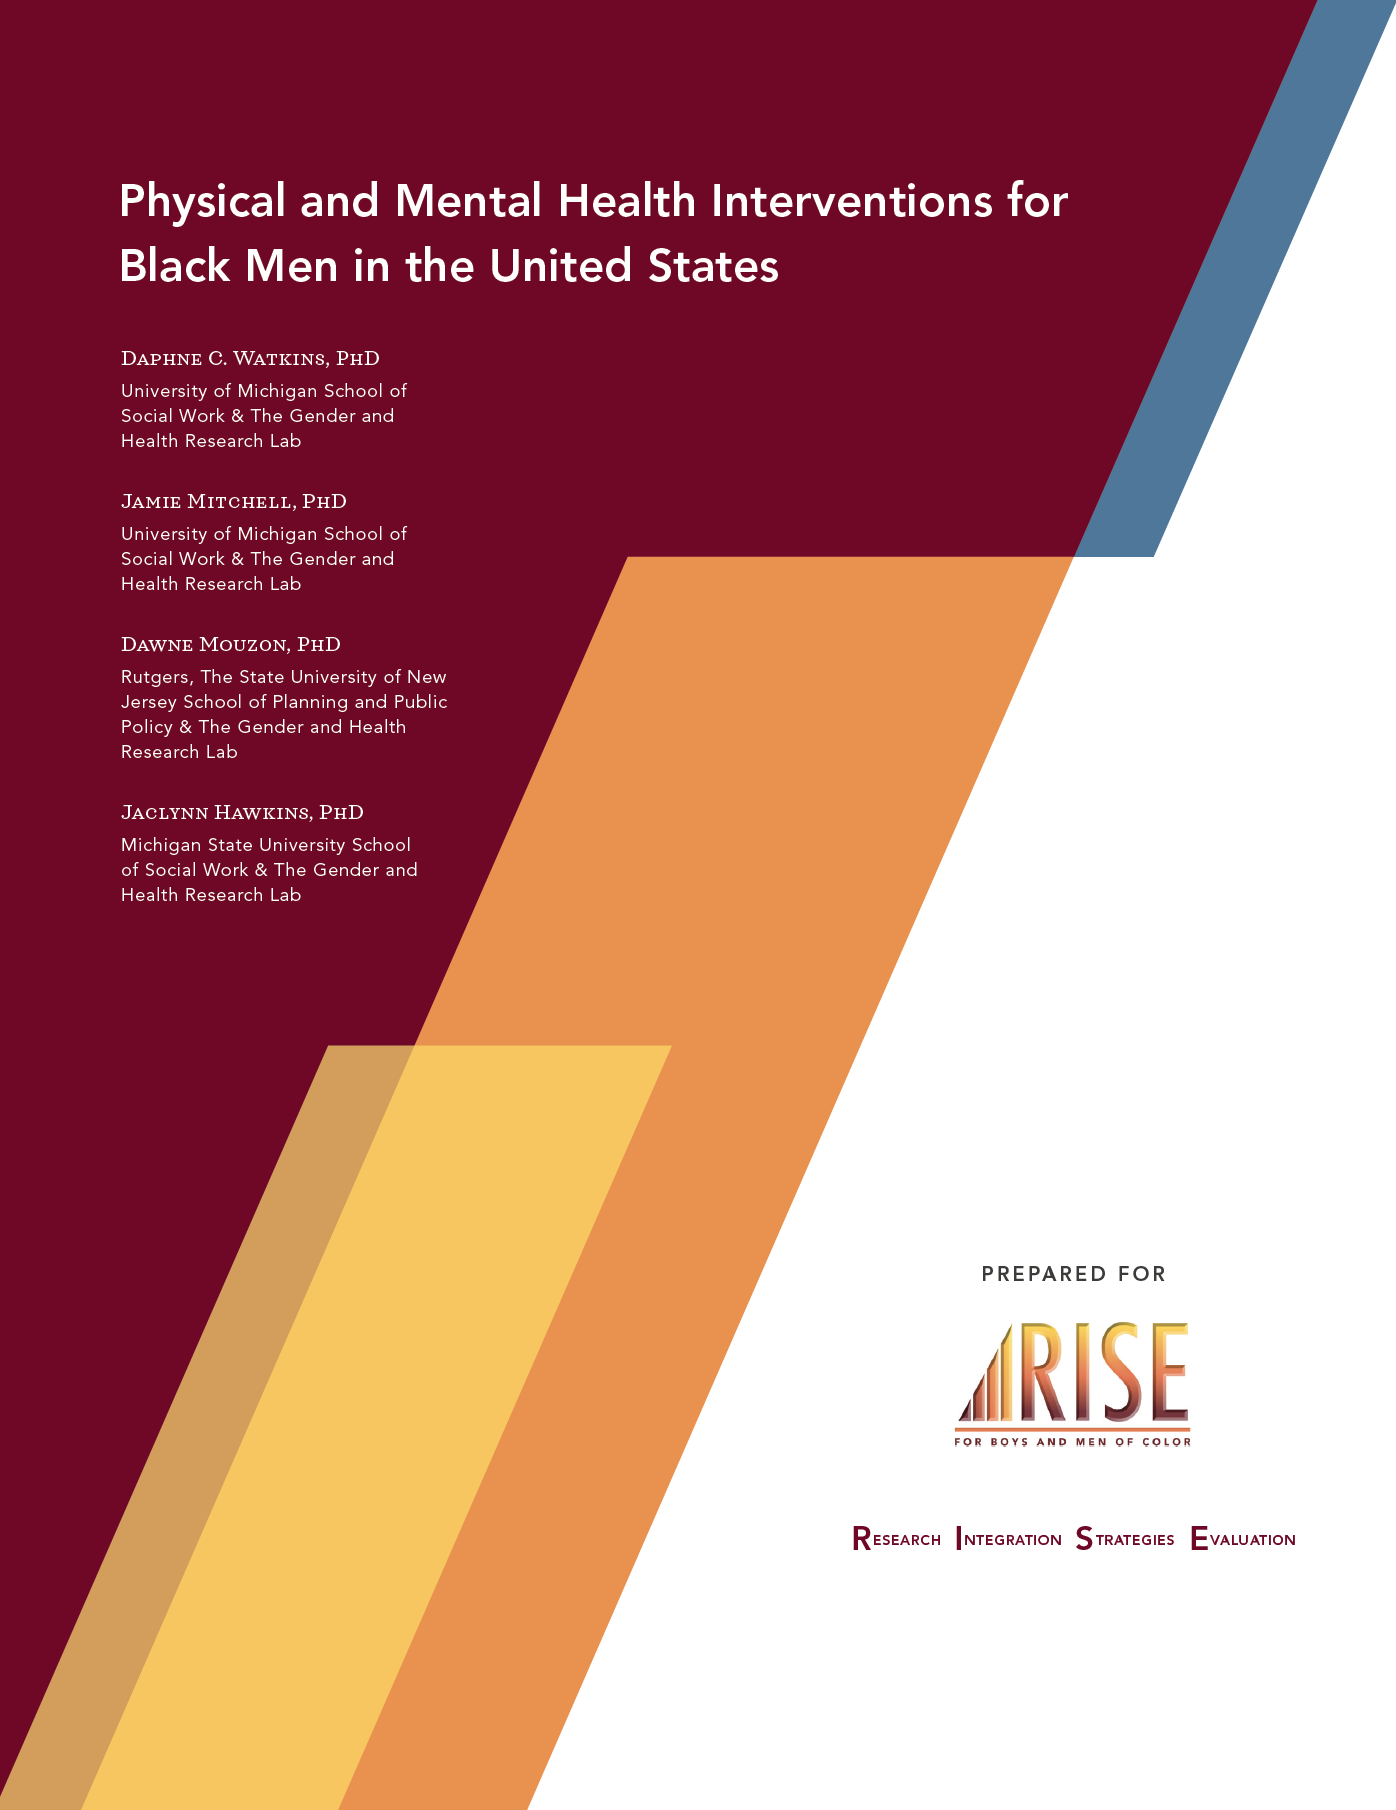 Physical and Mental Health Interventions for
Black Men in the United States
Daphne C. Watkins, PhD
University of Michigan School of
Social Work & The Gender and
Health Research Lab
Jamie Mitchell, PhD
University of Michigan School of
Social Work & The Gender and
Health Research Lab
Dawne Mouzon, PhD
Rutgers, The State University of New
Jersey School of Planning and Public
Policy & The Gender and Health
Research Lab
Jaclynn Hawkins, PhD
Michigan State University School
of Social Work & The Gender and
Health Research Lab
PREPARED FOR
RISE
FOR BOYS AND MEN OF COLOR
RESEARCH INTEGRATION STRATEGIES EVALUATION